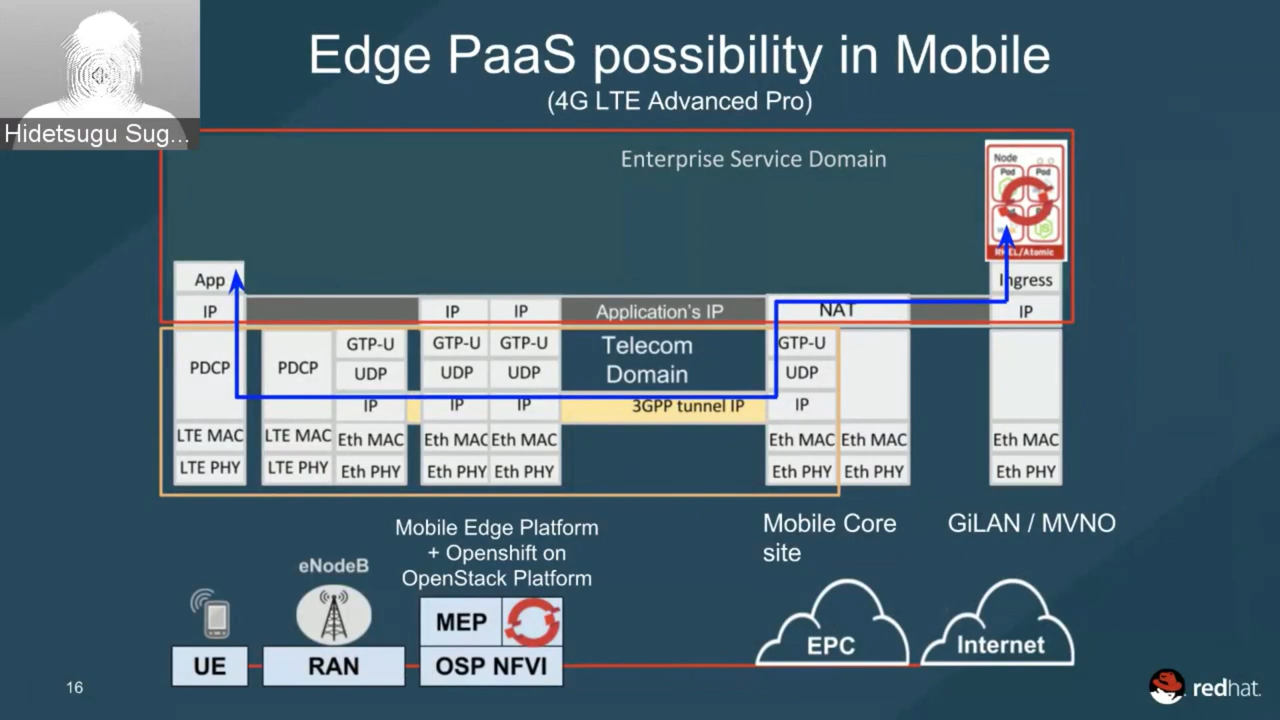 Edge PaaS possibility in Mobile
(4G LTE Advanced Pro)
Hidetsugu Sug...
Enterprise Service Domain
Node
Pod Pod
RHEL/Atomic
App
Ingress
IP
IP IP
Application's IP
NAT
IP
PDCP
PDCP
GTP-U
UDP
IP
GTP-U GTP-U
UDP UDP
IP IP
Telecom
Domain
3GPP tunnel IP
GTP-U
UDP
IP
LTE MAC
LTE MAC
Eth MAC
Eth MAC Eth MAC
Eth MAC Eth MAC
Eth MAC
LTE PHY
LTE PHY
Eth PHY
Eth PHY Eth PHY
Eth PHY Eth PHY
Eth PHY
Mobile Edge Platform
+ Openshift on
OpenStack Platform
Mobile Core
site
GiLAN / MVNO
eNodeB
MEP
EPC
Internet
UE
RAN
OSP NFVI
16
redhat.